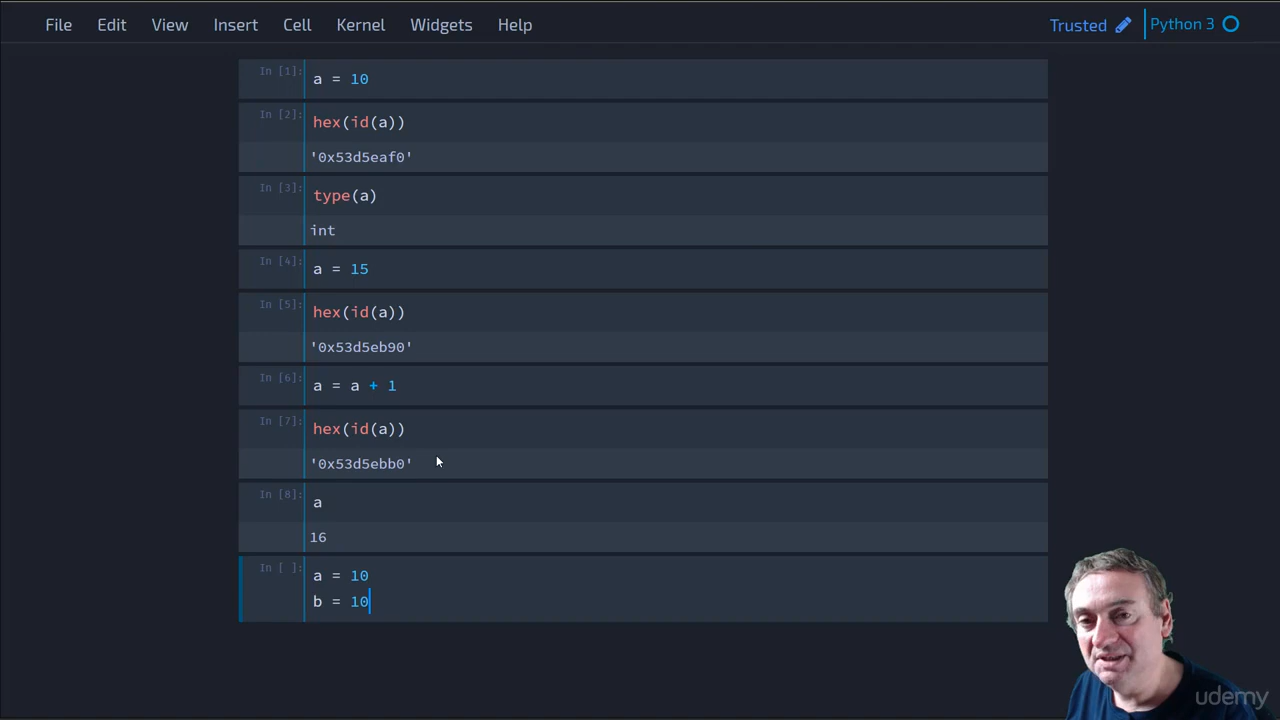 File Edit View Insert Cell Kernel Widgets Help Trusted Python 3
In [1]: a = 10
In [2]: hex(id(a))
'0x53d5eaf0'
In [3]: type(a)
int
In [4]: a = 15
In [5]: hex(id(a))
'0x53d5eb90'
In [6]: a = a + 1
In [7]: hex(id(a))
'0x53d5ebb0'
In [8]: a
16
In [ ]: a = 10
b = 10
udemy